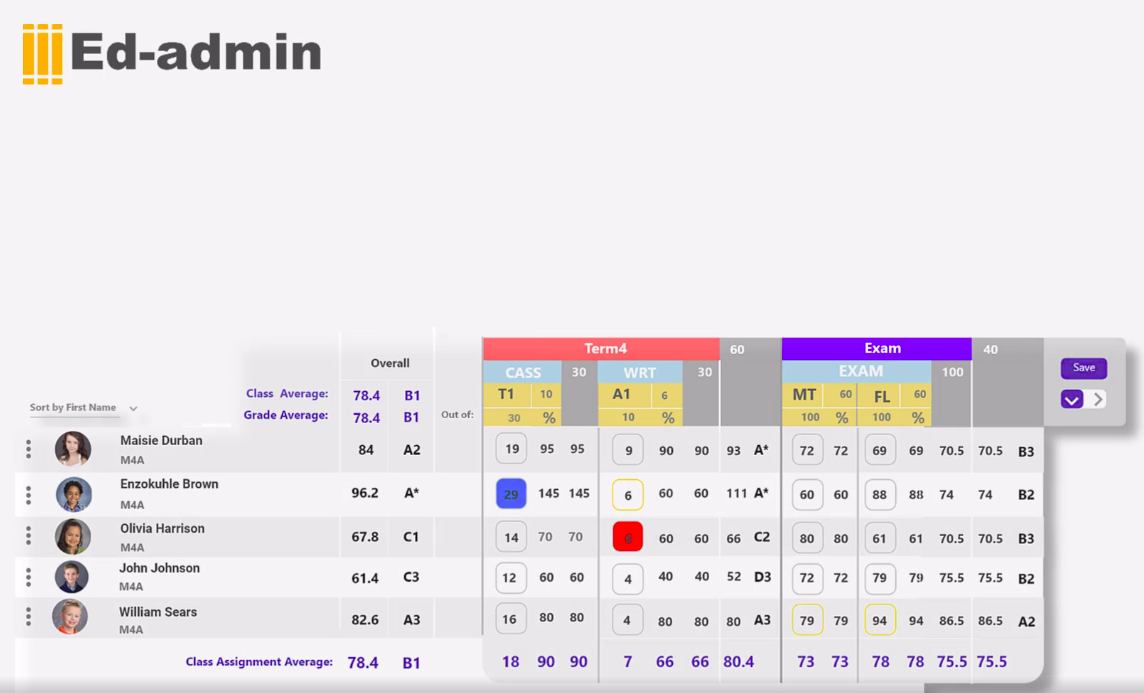 Ed-admin
Term4 60 Exam 40
Overall
CASS 30 WRT 30 EXAM 100
Save
Class Average: 78.4 B1 T1 10 A1 6 MT 60 FL 60
Sort by First Name
Grade Average: 78.4 B1 Out of: 30 % 10 % 100 % 100 %
Maisie Durban
M4A
84 A2 19 95 95 9 90 90 93 A* 72 72 69 69 70.5 70.5 B3
Enzokuhle Brown
M4A
96.2 A* 29 145 145 6 60 60 111 A* 60 60 88 88 74 74 B2
Olivia Harrison
M4A
67.8 C1 14 70 70 6 60 60 66 C2 80 80 61 61 70.5 70.5 B3
John Johnson
M4A
61.4 C3 12 60 60 4 40 40 52 D3 72 72 79 79 75.5 75.5 B2
William Sears
M4A
82.6 A3 16 80 80 4 80 80 80 A3 79 79 94 94 86.5 86.5 A2
Class Assignment Average: 78.4 B1 18 90 90 7 66 66 80.4 73 73 78 78 75.5 75.5